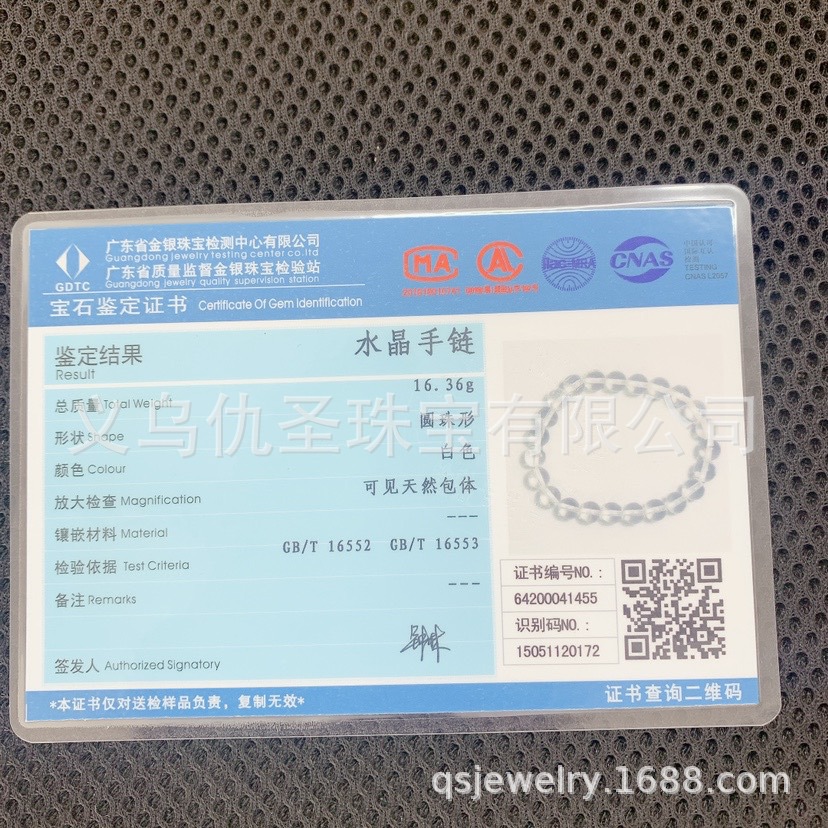 广东省金银珠宝检测中心有限公司
Guangdong jewelry testing center co.ltd
广东省质量监督金银珠宝检验站
Guangdong jewelry quality supervision station
GDTC
宝石鉴定证书 Certificate Of Gem Identification
MA
AL
ilac-MRA
CNAS
TESTING
CNAS L2057
鉴定结果 水晶手链
Result
总质量 Total Weight 16.36g
形状 Shape 圆珠形
义乌仇圣珠宝有限公司
颜色 Colour 白色
放大检查 Magnification 可见天然包体
镶嵌材料 Material ---
检验依据 Test Criteria GB/T 16552 GB/T 16553
备注 Remarks ---
签发人 Authorized Signatory
证书编号NO.:
64200041455
识别码NO.:
15051120172
*本证书仅对送检样品负责，复制无效*
证书查询二维码
qsjewelry.1688.com